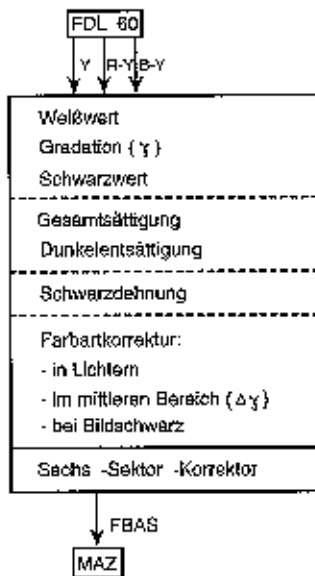 FDL 60
Y R-Y B-Y
Weißwert
Gradation (γ)
Schwarzwert
Gesamtsättigung
Dunkelentsättigung
Schwarzdehnung
Farbartkorrektur:
- in Lichtern
- im mittleren Bereich (Δγ)
- bei Bildschwarz
Sechs -Sektor -Korrektor
FBAS
MAZ